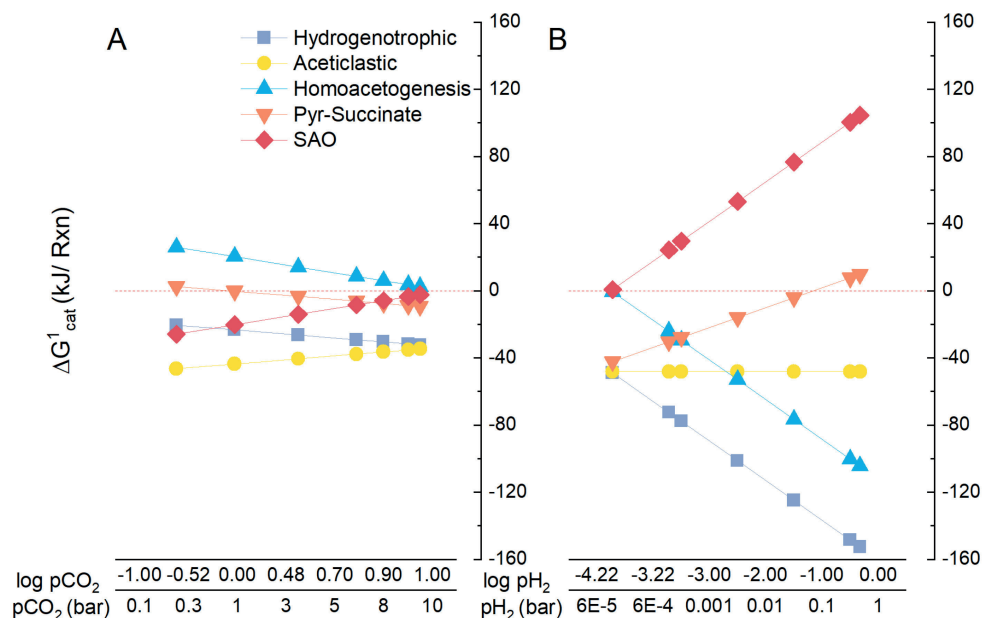 A
B
Hydrogenotrophic
Aceticlastic
Homoacetogenesis
Pyr-Succinate
SAO
ΔG¹cat (kJ/ Rxn)
160
120
80
40
0
-40
-80
-120
-160
160
120
80
40
0
-40
-80
-120
-160
log pCO₂ -1.00 -0.52 0.00 0.48 0.70 0.90 1.00
pCO₂ (bar) 0.1 0.3 1 3 5 8 10
log pH₂ -4.22 -3.22 -3.00 -2.00 -1.00 0.00
pH₂ (bar) 6E-5 6E-4 0.001 0.01 0.1 1